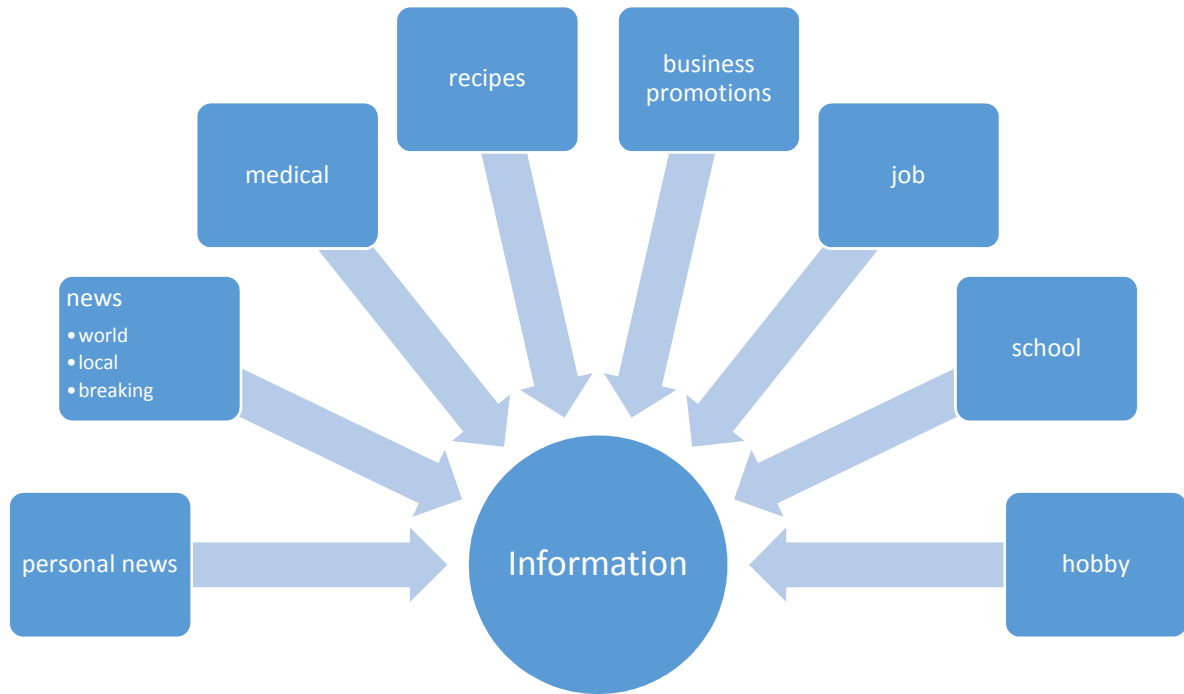 recipes
business
promotions
medical
job
news
• world
• local
• breaking
school
personal news
Information
hobby